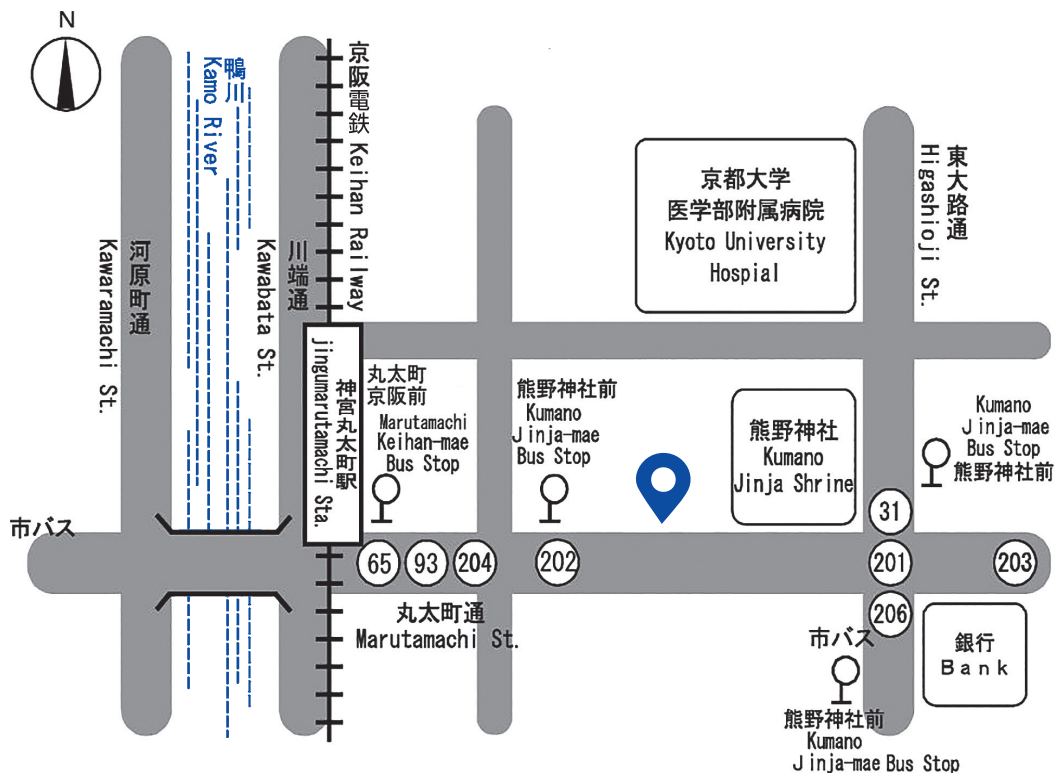 N
鴨川
Kamo River
京阪電鉄 Keihan Railway
河原町通
Kawaramachi St.
川端通
Kawabata St.
京都大学
医学部附属病院
Kyoto University
Hospial
東大路通
Higashioji St.
神宮丸太町駅
jingumarutamachi Sta.
丸太町
京阪前
Marutamachi
Keihan-mae
Bus Stop
熊野神社前
Kumano
Jinja-mae
Bus Stop
熊野神社
Kumano
Jinja Shrine
Kumano
Jinja-mae
Bus Stop
熊野神社前
市バス
31
65 93 204 202 201 203
206
丸太町通
Marutamachi St.
市バス
銀行
Bank
熊野神社前
Kumano
Jinja-mae Bus Stop